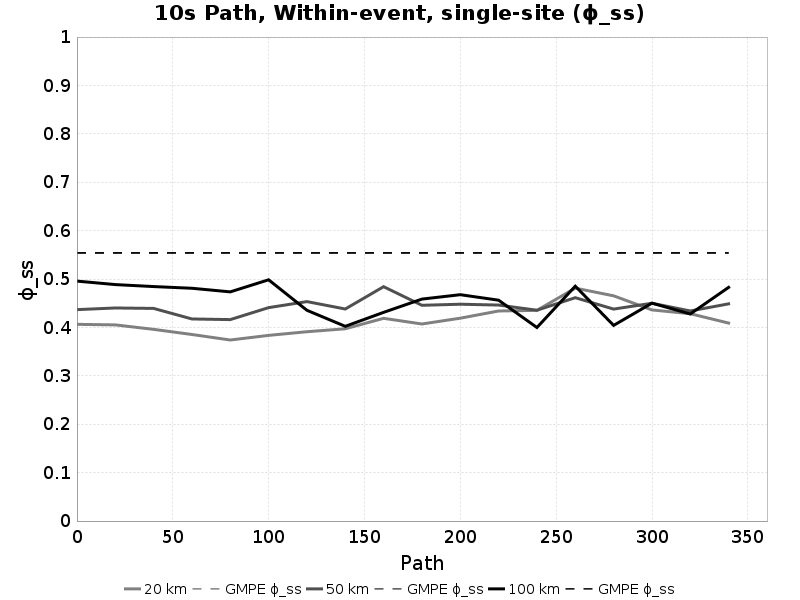 10s Path, Within-event, single-site (ϕ_ss)
1
0.9
0.8
0.7
0.6
0.5
0.4
0.3
0.2
0.1
0
ϕ_ss
0 50 100 150 200 250 300 350
Path
20 km GMPE ϕ_ss 50 km GMPE ϕ_ss 100 km GMPE ϕ_ss